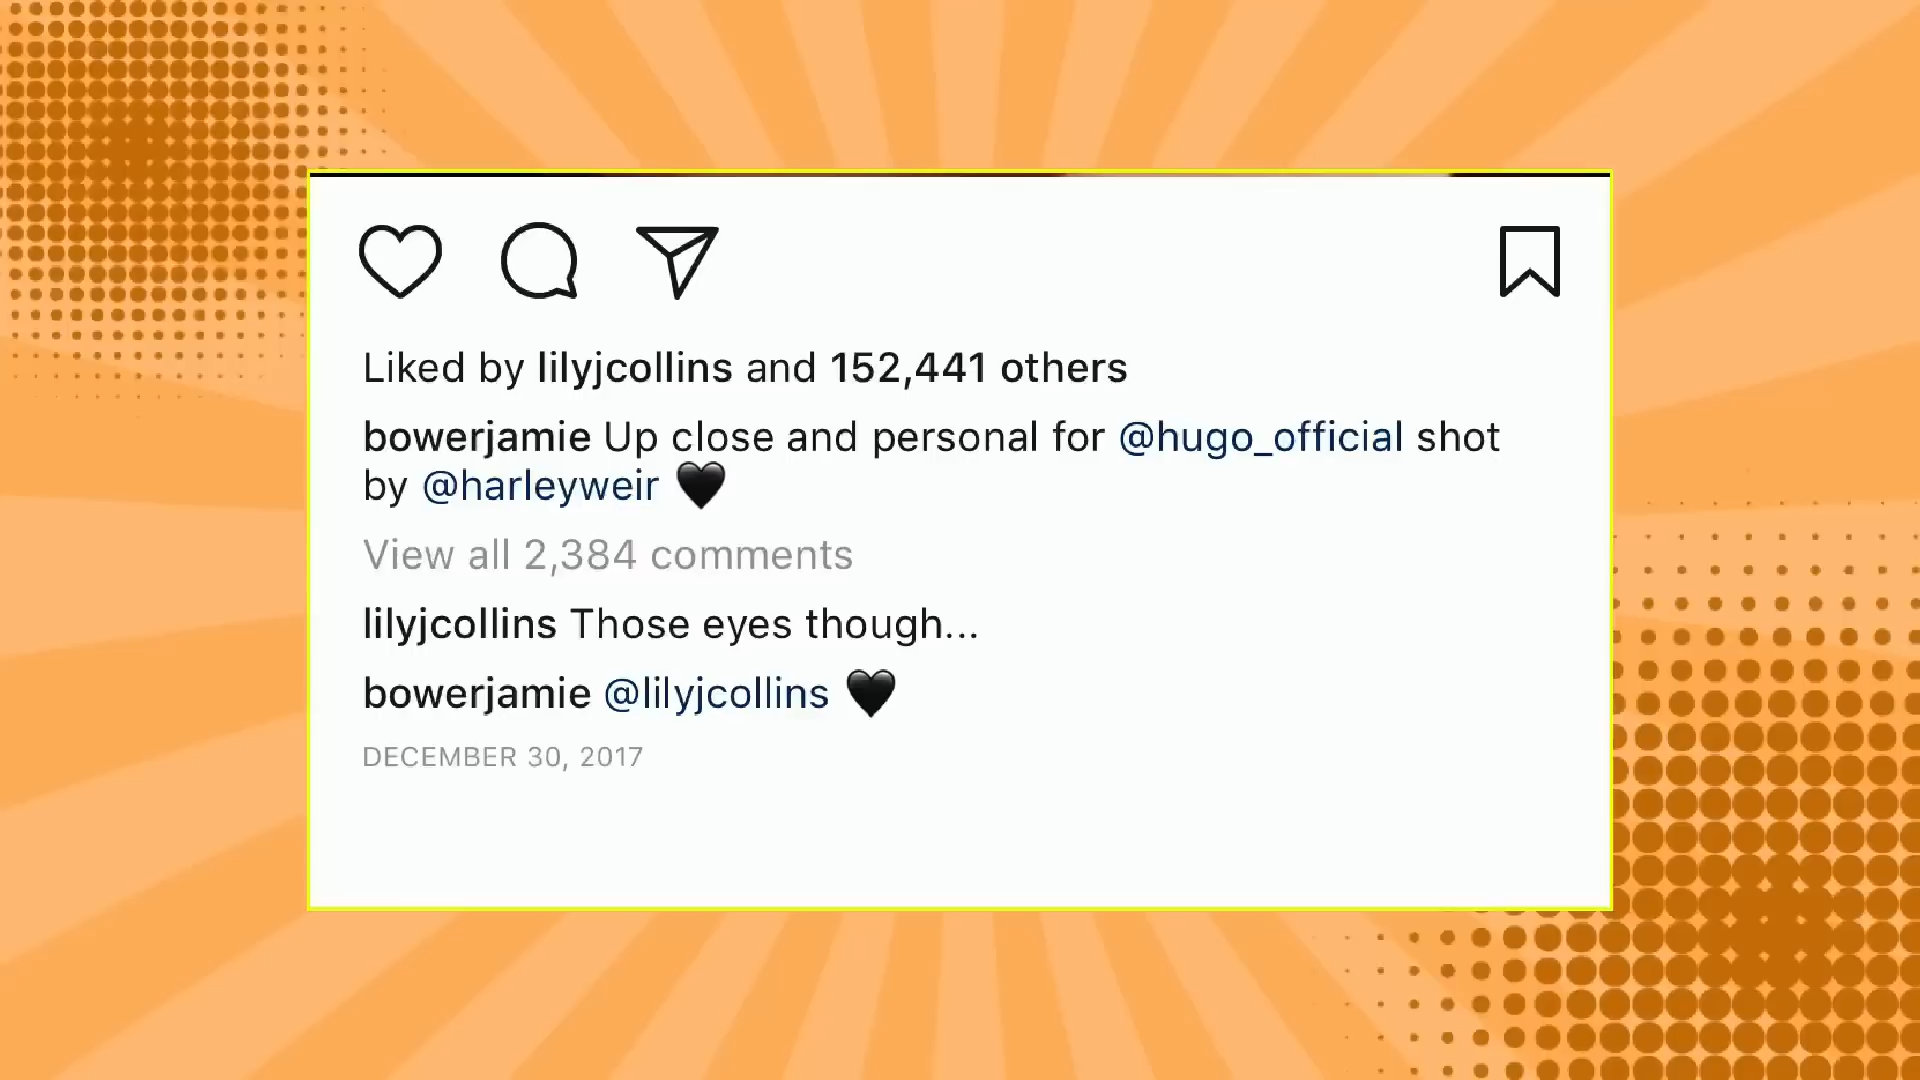 Liked by lilyjcollins and 152,441 others
bowerjamie Up close and personal for @hugo_official shot
by @harleyweir 🖤
View all 2,384 comments
lilyjcollins Those eyes though...
bowerjamie @lilyjcollins 🖤
DECEMBER 30, 2017